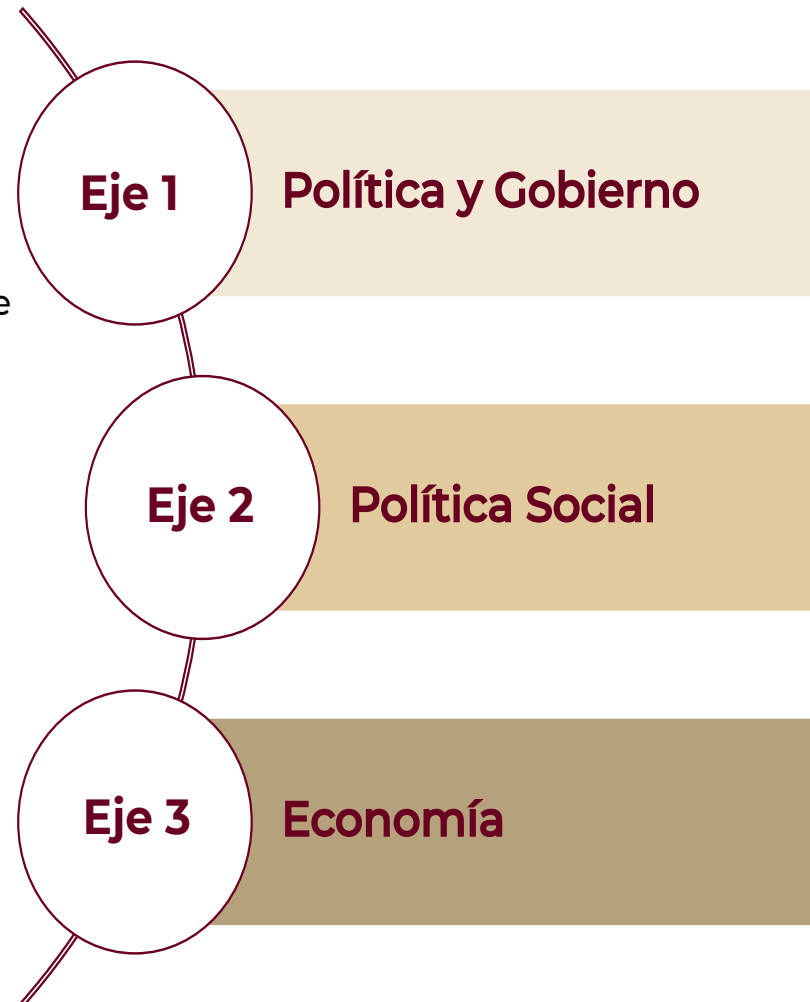 Eje 1
Política y Gobierno
e
Eje 2
Política Social
Eje 3
Economía